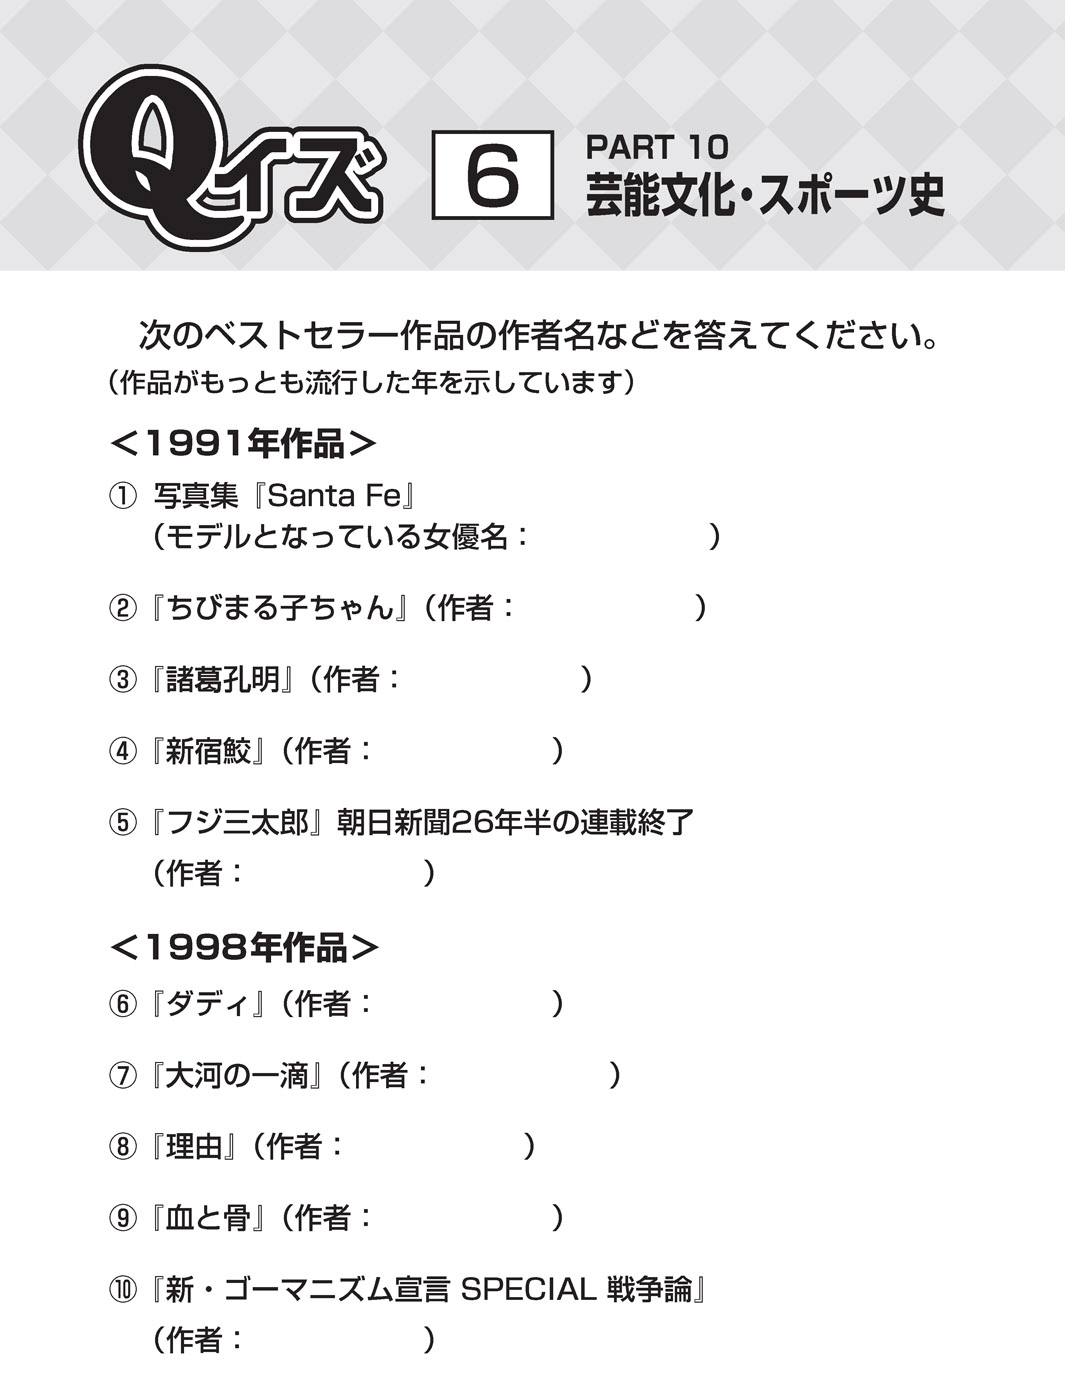 Qイズ 6 PART 10
芸能文化・スポーツ史
次のベストセラー作品の作者名などを答えてください。
（作品がもっとも流行した年を示しています）
＜1991年作品＞
① 写真集『Santa Fe』
（モデルとなっている女優名：　　　　　　）
②『ちびまる子ちゃん』（作者：　　　　　　）
③『諸葛孔明』（作者：　　　　　　）
④『新宿鮫』（作者：　　　　　　）
⑤『フジ三太郎』朝日新聞26年半の連載終了
（作者：　　　　　　）
＜1998年作品＞
⑥『ダディ』（作者：　　　　　　）
⑦『大河の一滴』（作者：　　　　　　）
⑧『理由』（作者：　　　　　　）
⑨『血と骨』（作者：　　　　　　）
⑩『新・ゴーマニズム宣言 SPECIAL 戦争論』
（作者：　　　　　　）